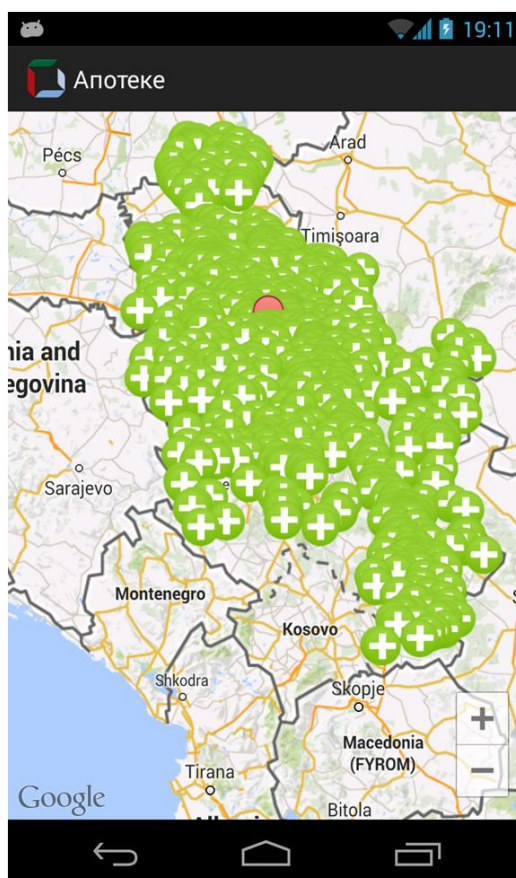 19:11
Апотеке
Pécs
Arad
Timişoara
nia and
egovina
Sarajevo
Montenegro
Kosovo
Shkodra
Skopje
Macedonia
(FYROM)
Tirana
Google
Bitola